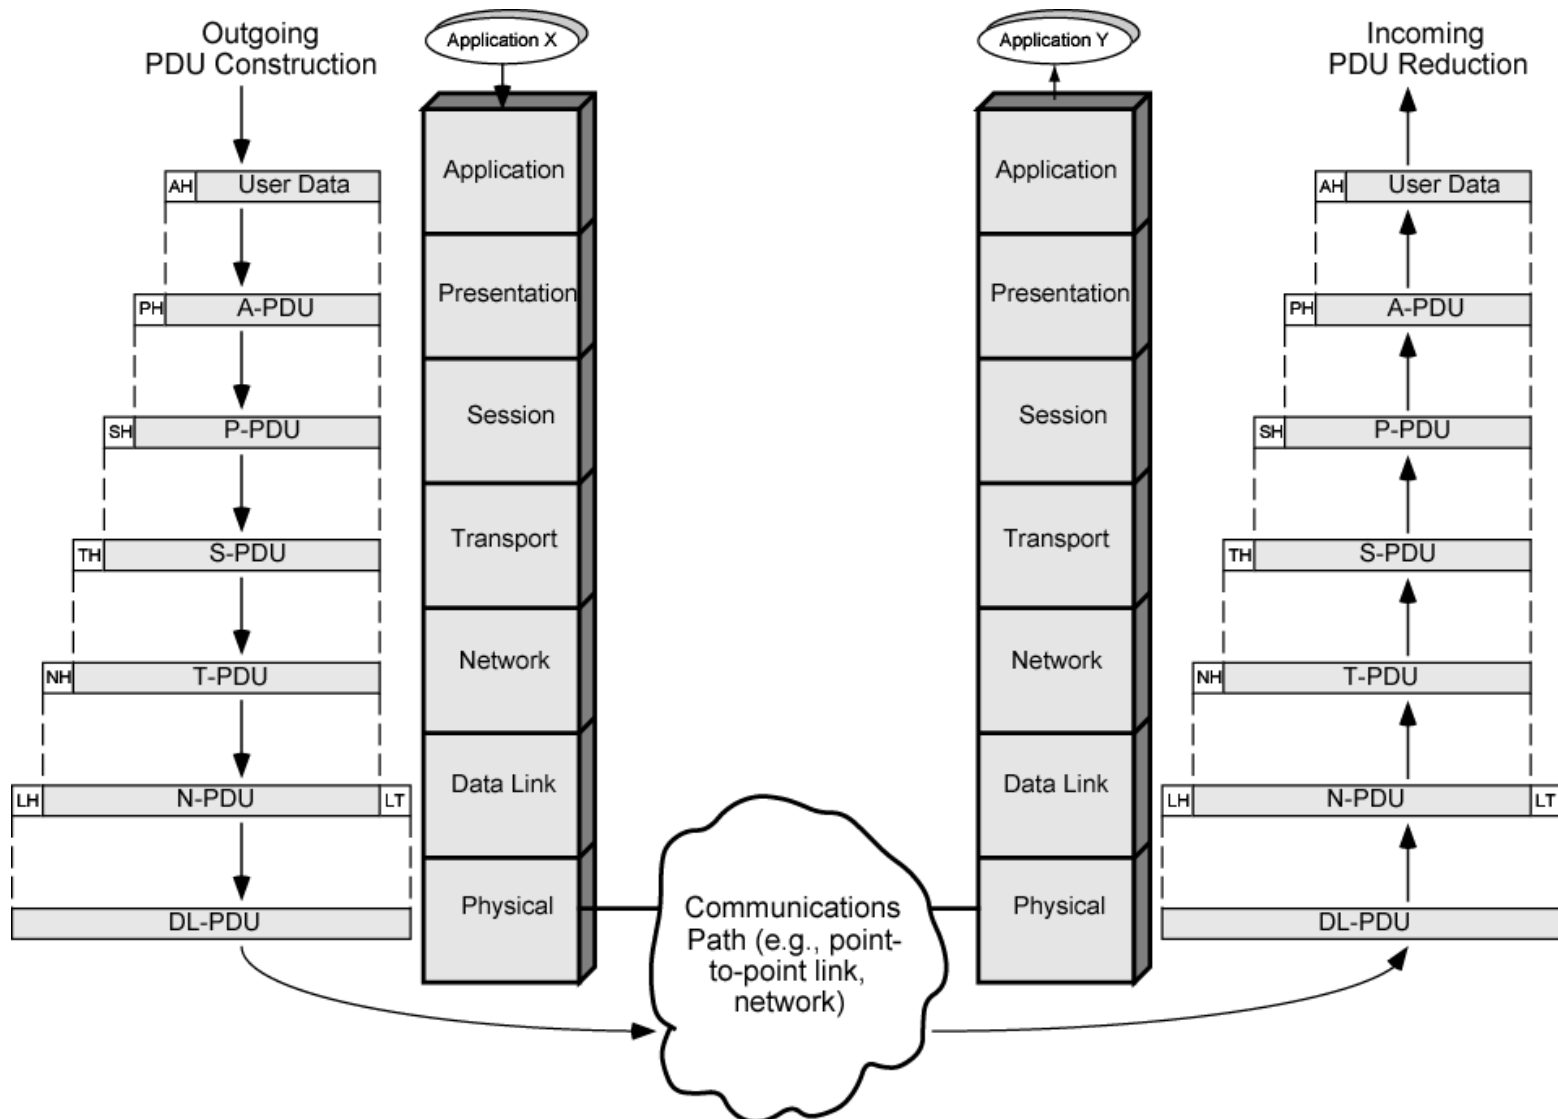 Outgoing
PDU Construction
Application X
Application Y
Incoming
PDU Reduction
AH
User Data
PH
A-PDU
SH
P-PDU
TH
S-PDU
NH
T-PDU
LH
N-PDU
LT
DL-PDU
Application
Presentation
Session
Transport
Network
Data Link
Physical
Communications
Path (e.g., point-
to-point link,
network)
Application
Presentation
Session
Transport
Network
Data Link
Physical
AH
User Data
PH
A-PDU
SH
P-PDU
TH
S-PDU
NH
T-PDU
LH
N-PDU
LT
DL-PDU